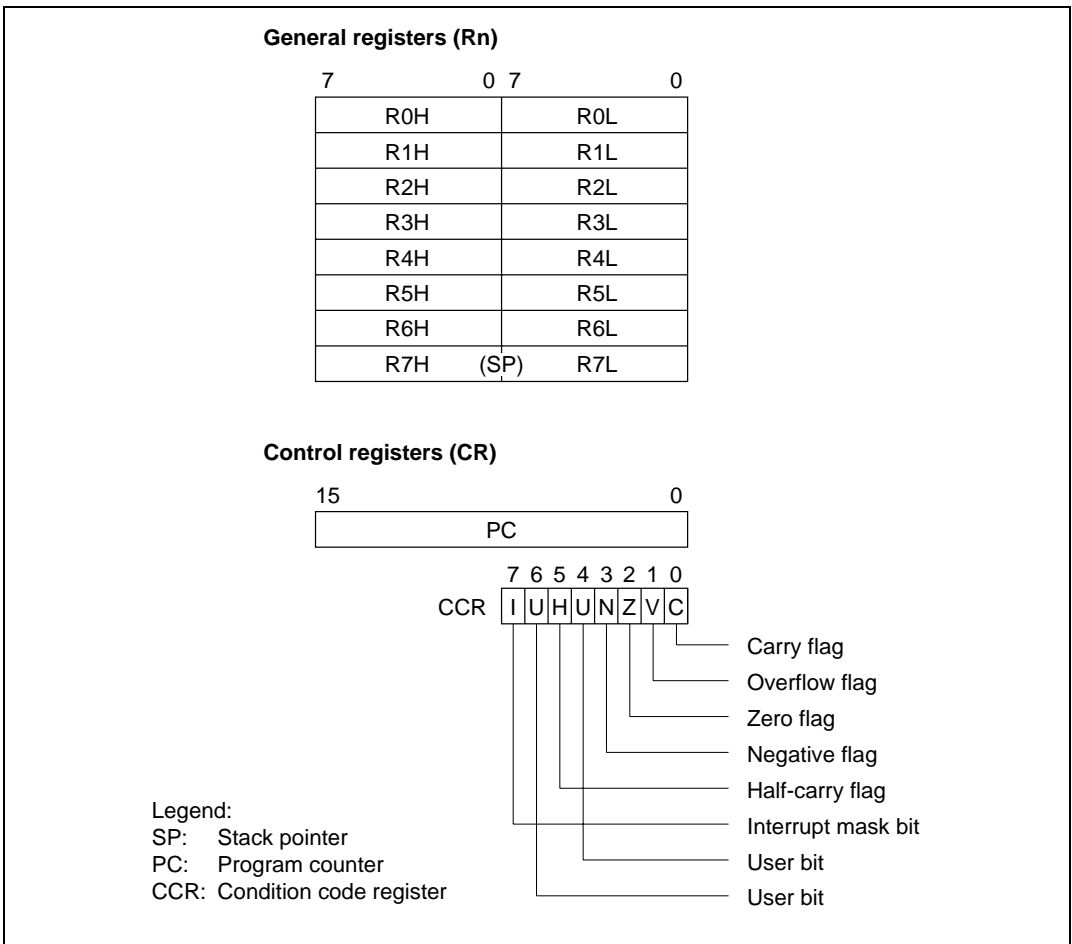 General registers (Rn)
7 0 7 0
R0H R0L
R1H R1L
R2H R2L
R3H R3L
R4H R4L
R5H R5L
R6H R6L
R7H (SP) R7L
Control registers (CR)
15 0
PC
7 6 5 4 3 2 1 0
CCR I U H U N Z V C
Carry flag
Overflow flag
Zero flag
Negative flag
Half-carry flag
Interrupt mask bit
User bit
User bit
Legend:
SP: Stack pointer
PC: Program counter
CCR: Condition code register